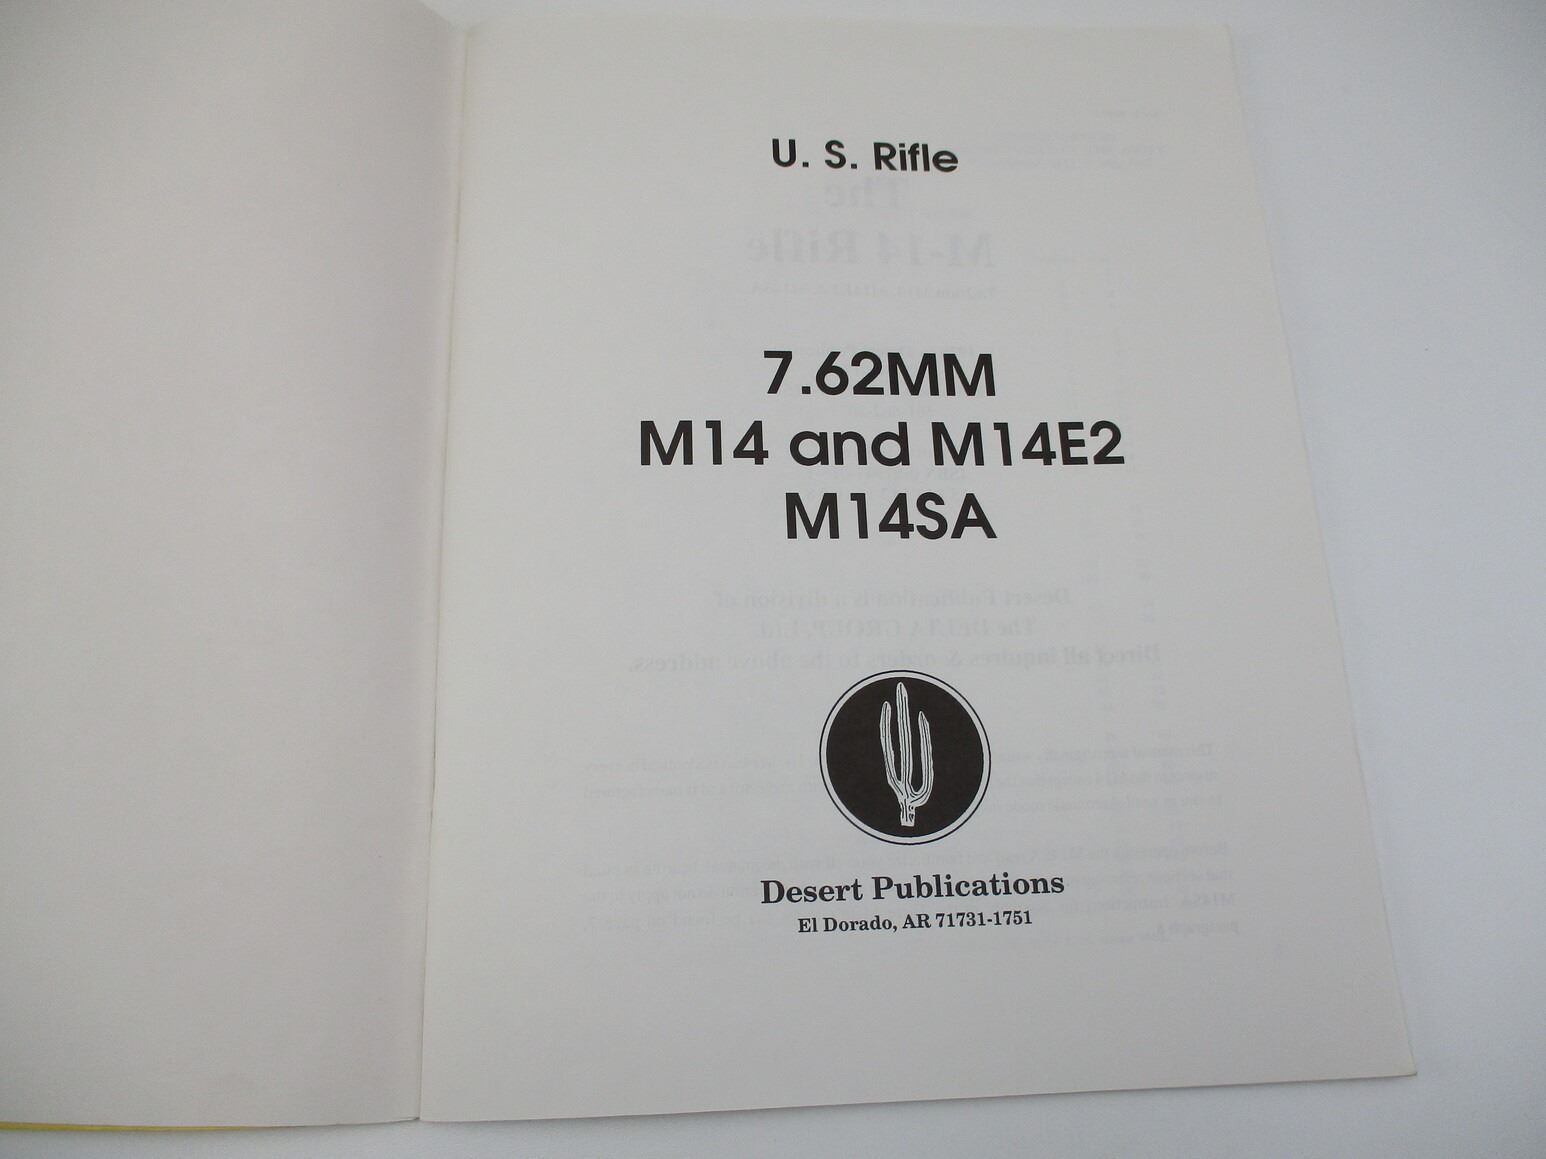 U. S. Rifle
7.62MM
M14 and M14E2
M14SA
Desert Publications
El Dorado, AR 71731-1751